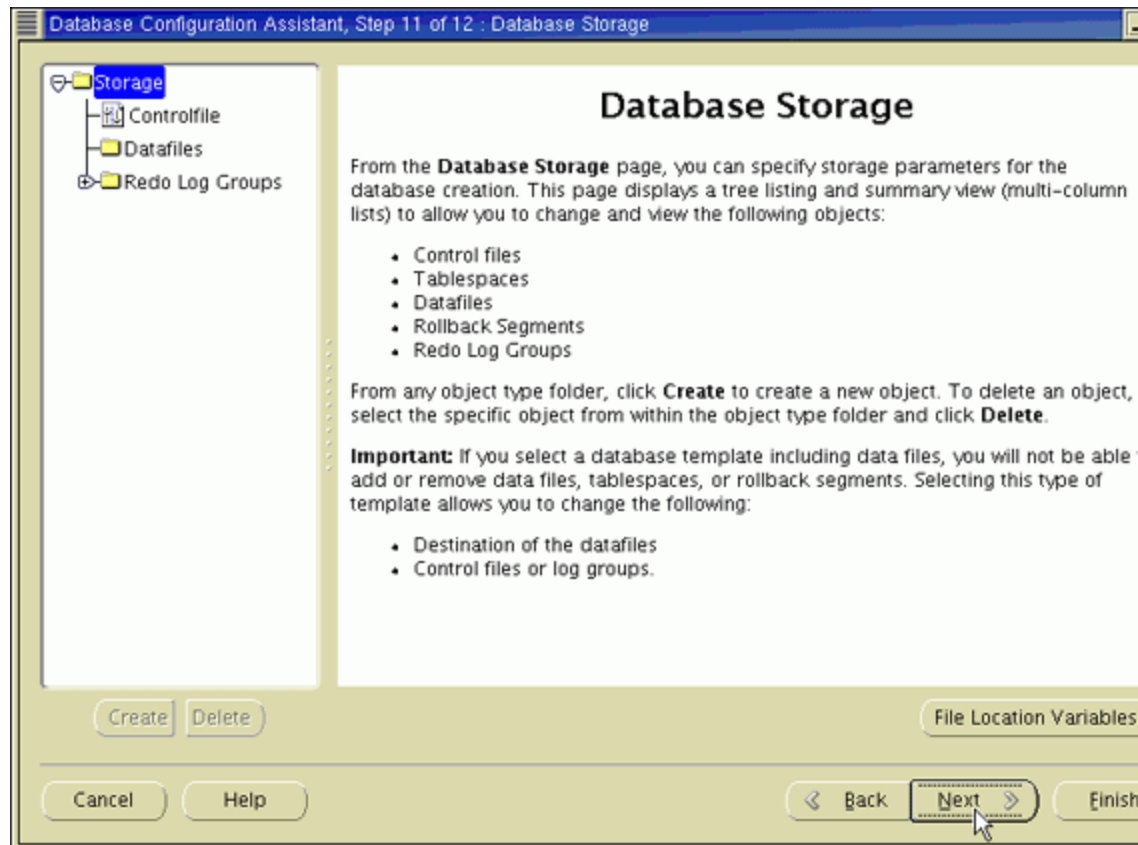 Database Configuration Assistant, Step 11 of 12 : Database Storage
Storage
Controlfile
Datafiles
Redo Log Groups
Database Storage
From the Database Storage page, you can specify storage parameters for the
database creation. This page displays a tree listing and summary view (multi-column
lists) to allow you to change and view the following objects:
• Control files
• Tablespaces
• Datafiles
• Rollback Segments
• Redo Log Groups
From any object type folder, click Create to create a new object. To delete an object,
select the specific object from within the object type folder and click Delete.
Important: If you select a database template including data files, you will not be able
add or remove data files, tablespaces, or rollback segments. Selecting this type of
template allows you to change the following:
• Destination of the datafiles
• Control files or log groups.
Create Delete
File Location Variables
Cancel Help Back Next Finish